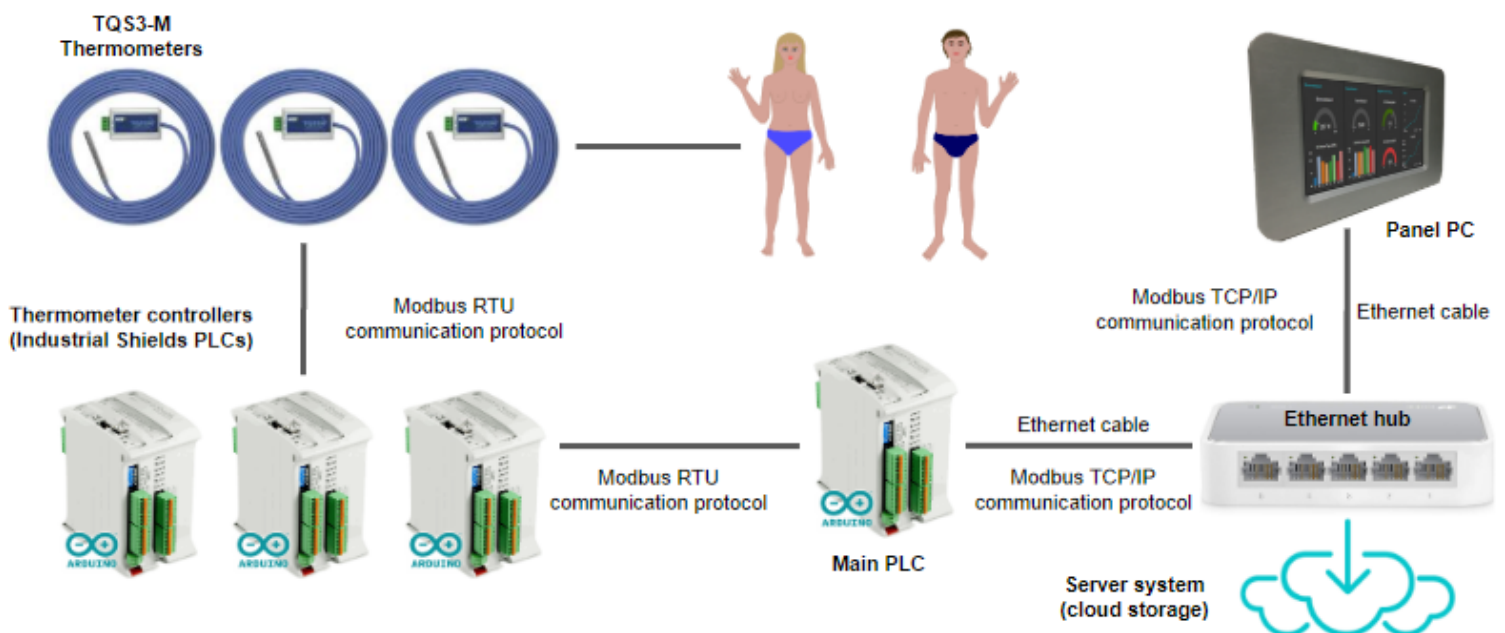 TQS3-M
Thermometers
Panel PC
Thermometer controllers
(Industrial Shields PLCs)
Modbus RTU
communication protocol
Modbus TCP/IP
communication protocol
Ethernet cable
Ethernet hub
Ethernet cable
Modbus RTU
communication protocol
Modbus TCP/IP
communication protocol
ARDUINO
ARDUINO
ARDUINO
ARDUINO
Main PLC
Server system
(cloud storage)